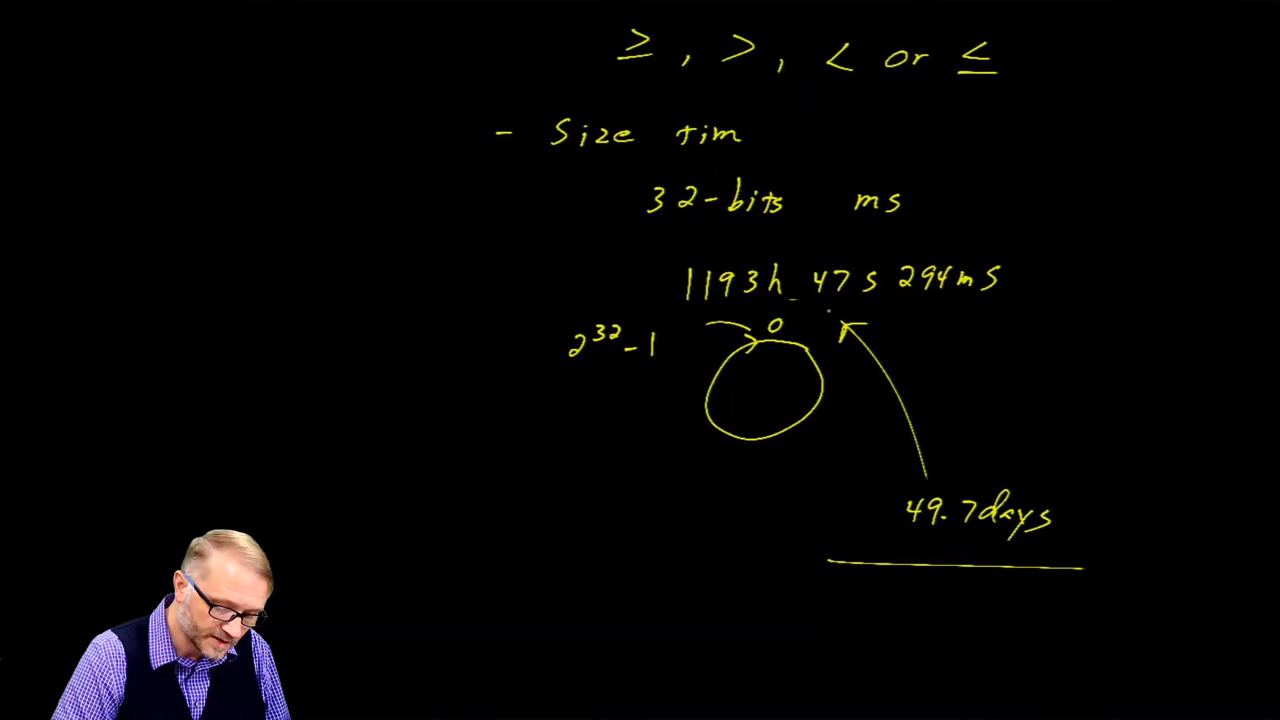 ≥, >, < or ≤
- Size tim
32-bits ms
1193h 47s 294ms
0
2³² - 1
49.7days